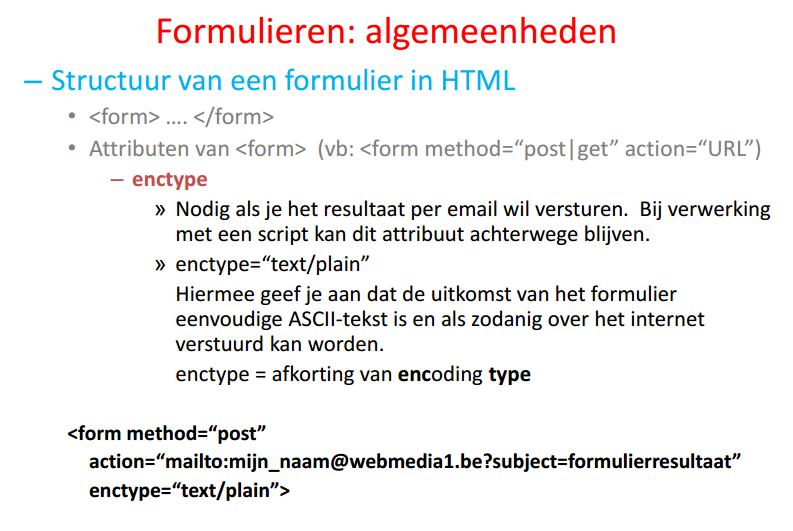 Formulieren: algemeenheden
– Structuur van een formulier in HTML
• <form> .... </form>
• Attributen van <form> (vb: <form method=“post|get” action=“URL”)
– enctype
» Nodig als je het resultaat per email wil versturen. Bij verwerking
met een script kan dit attribuut achterwege blijven.
» enctype=“text/plain”
Hiermee geef je aan dat de uitkomst van het formulier
eenvoudige ASCII-tekst is en als zodanig over het internet
verstuurd kan worden.
enctype = afkorting van encoding type
<form method=“post”
action=“mailto:mijn_naam@webmedia1.be?subject=formulierresultaat”
enctype=“text/plain”>